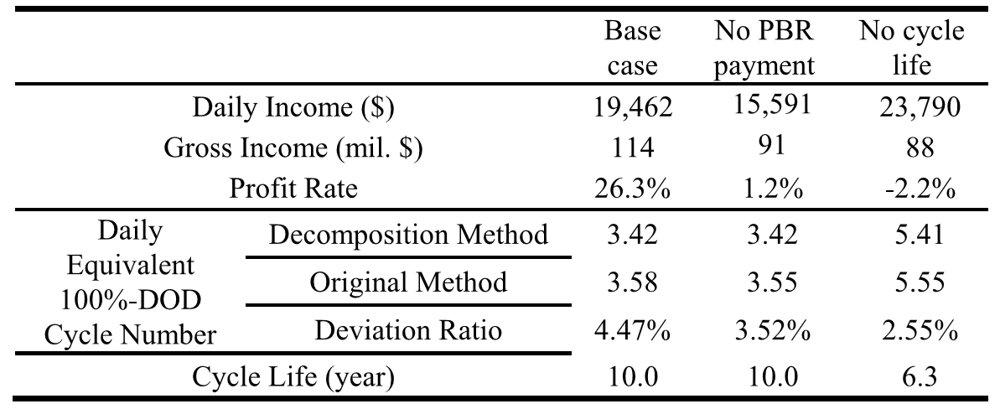 Base No PBR No cycle
case payment life
Daily Income ($) 19,462 15,591 23,790
Gross Income (mil. $) 114 91 88
Profit Rate 26.3% 1.2% -2.2%
Daily
Equivalent
100%-DOD
Cycle Number
Decomposition Method 3.42 3.42 5.41
Original Method 3.58 3.55 5.55
Deviation Ratio 4.47% 3.52% 2.55%
Cycle Life (year) 10.0 10.0 6.3